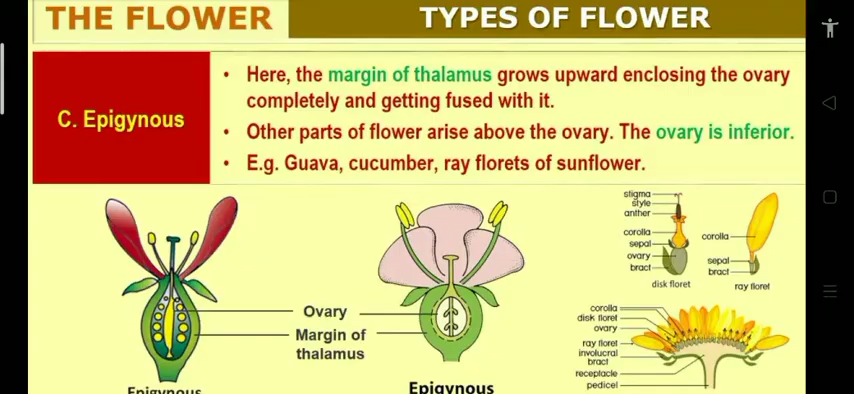 THE FLOWER
TYPES OF FLOWER
C. Epigynous
• Here, the margin of thalamus grows upward enclosing the ovary
completely and getting fused with it.
• Other parts of flower arise above the ovary. The ovary is inferior.
• E.g. Guava, cucumber, ray florets of sunflower.
Ovary
Margin of
thalamus
Epigynous
Epigynous
stigma
style
anther
corolla
sepal
ovary
bract
disk floret
corolla
sepal
bract
ray floret
corolla
disk floret
ovary
ray floret
involucral
bract
receptacle
pedicel